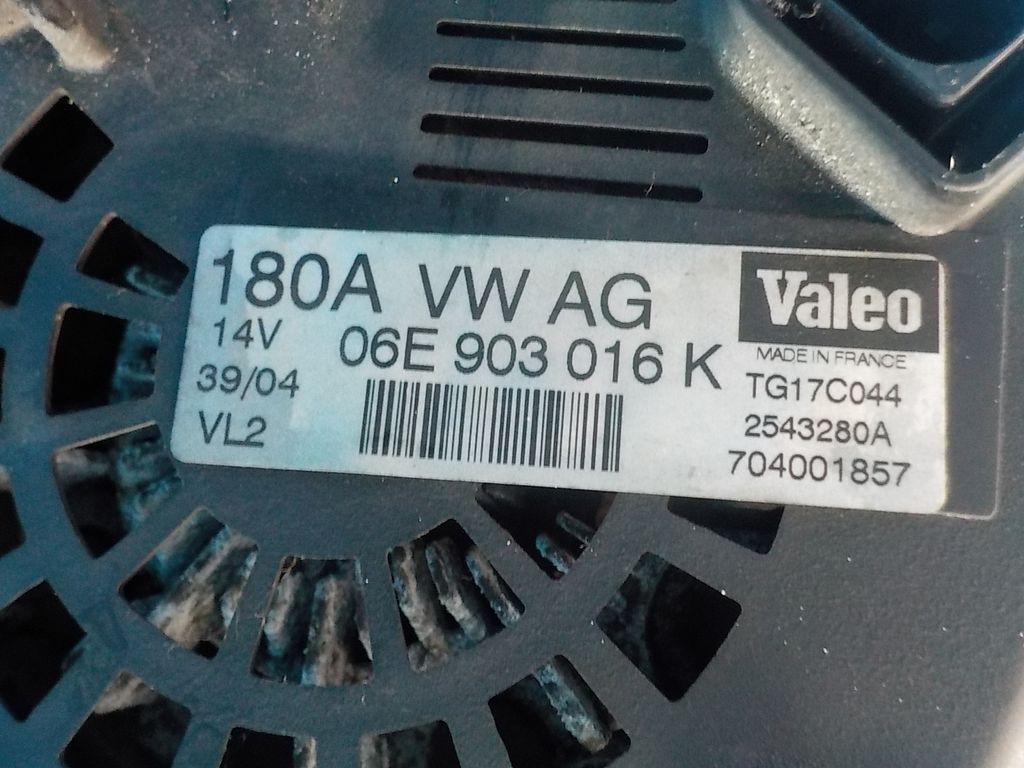 180A VW AG
14V 06E 903 016 K
39/04
VL2
Valeo
MADE IN FRANCE
TG17C044
2543280A
704001857